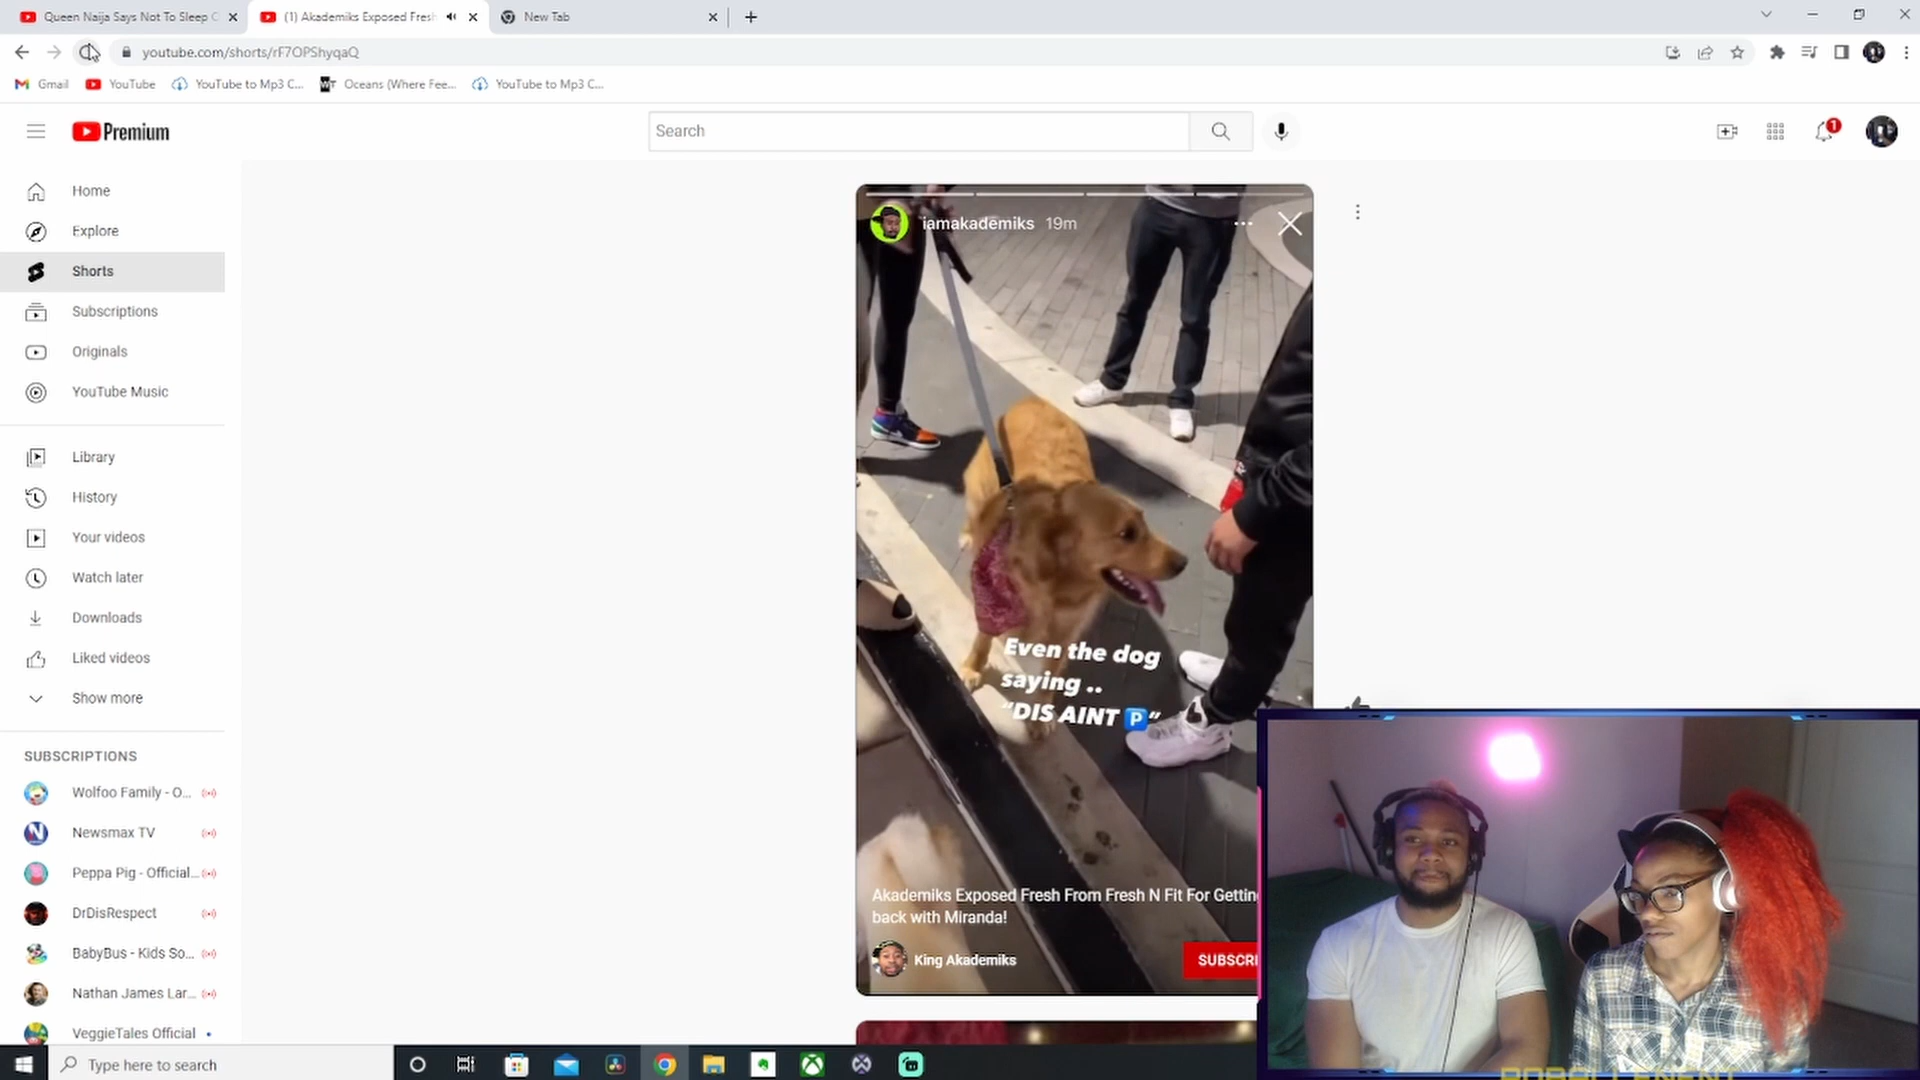 Queen Naija Says Not To Sleep C
(1) Akademiks Exposed Fresh
New Tab
youtube.com/shorts/rF7OPShyqaQ
Gmail
YouTube
YouTube to Mp3 C...
Oceans (Where Fee...
YouTube to Mp3 C...
Premium
Search
1
Home
Explore
Shorts
Subscriptions
Originals
YouTube Music
Library
History
Your videos
Watch later
Downloads
Liked videos
Show more
SUBSCRIPTIONS
Wolfoo Family - O...
Newsmax TV
Peppa Pig - Official...
DrDisRespect
BabyBus - Kids So...
Nathan James Lar...
VeggieTales Official
iamakademiks 19m
Even the dog
saying ..
"DIS AINT 🅿️"
Akademiks Exposed Fresh From Fresh N Fit For Getting
back with Miranda!
King Akademiks
SUBSCRI
Type here to search